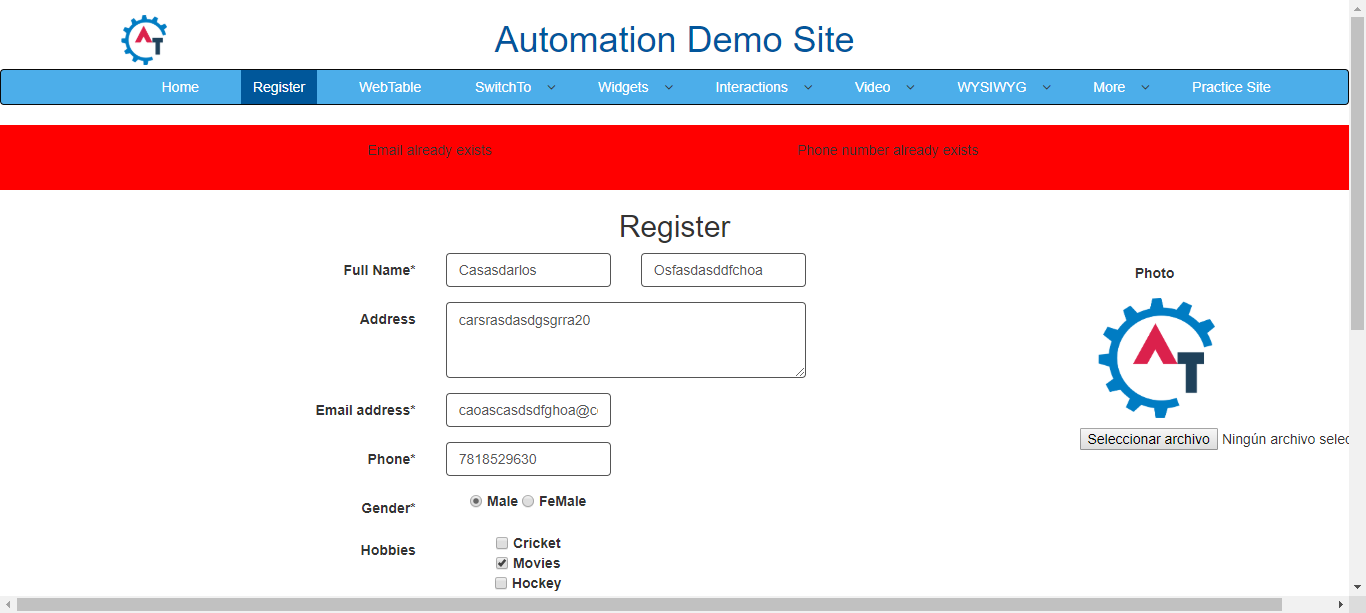 AT
Automation Demo Site
Home Register WebTable SwitchTo Widgets Interactions Video WYSIWYG More Practice Site
Email already exists Phone number already exists
Register
Full Name* Casasdarlos Osfasdasddfchoa
Photo
Address carsrasdasdgsgrra20
AT
Email address* caoascasdsdfghoa@c
Seleccionar archivo Ningún archivo selec
Phone* 7818529630
Gender* Male FeMale
Hobbies Cricket
Movies
Hockey